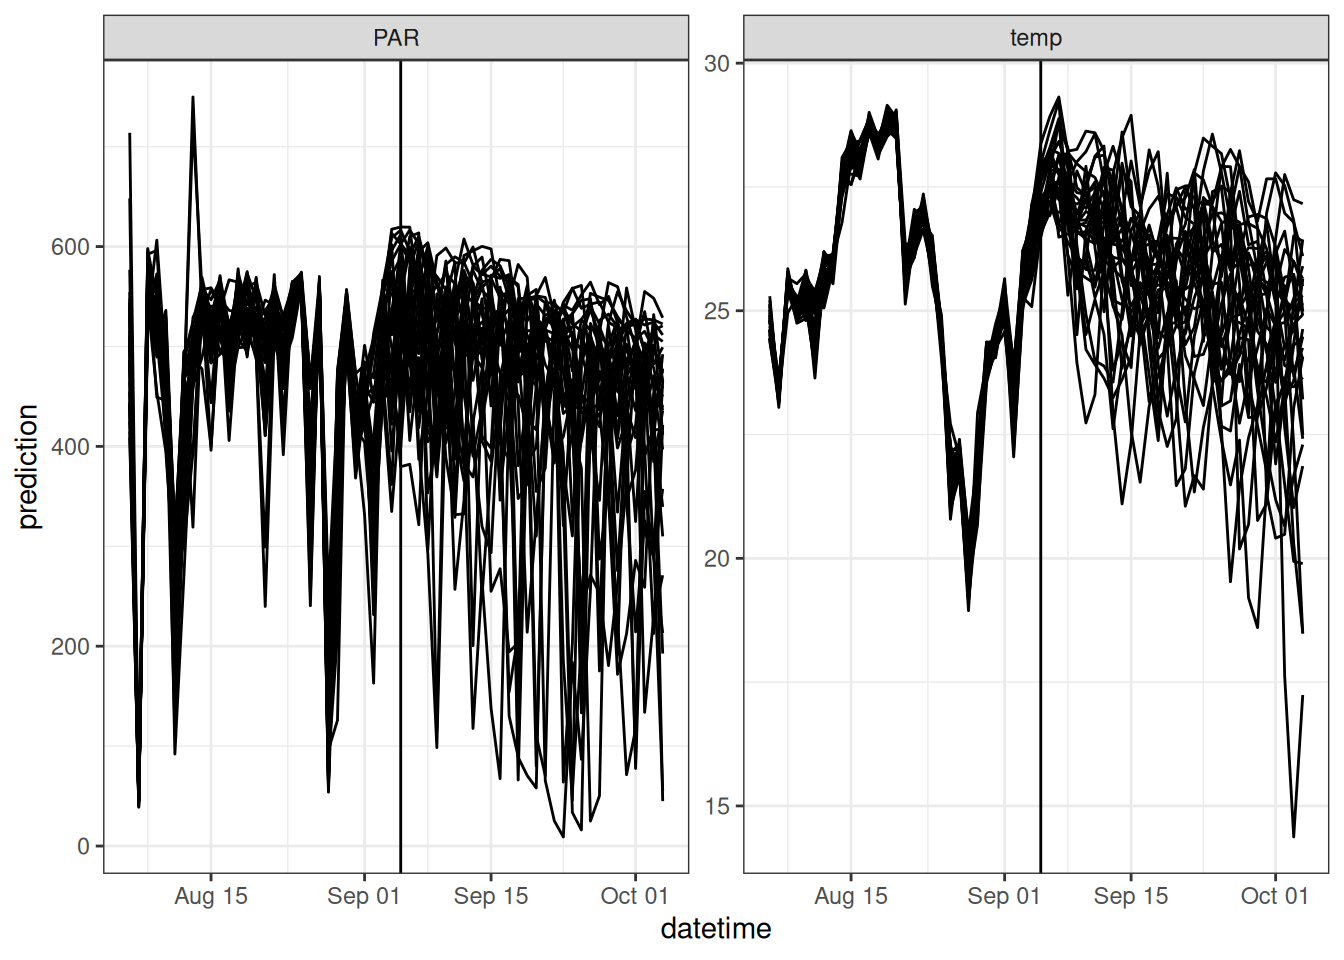 PAR
temp
prediction
600
400
200
0
30
25
20
15
Aug 15
Sep 01
Sep 15
Oct 01
Aug 15
Sep 01
Sep 15
Oct 01
datetime